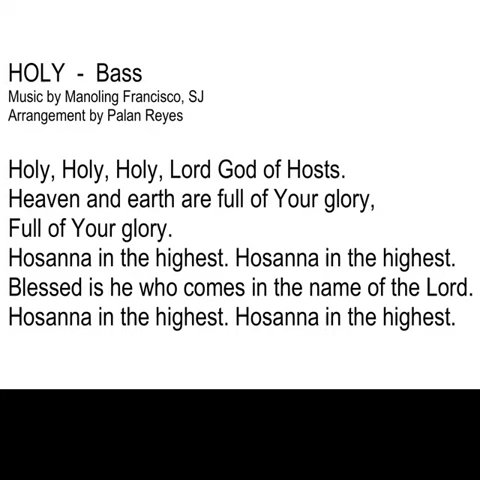 HOLY - Bass
Music by Manoling Francisco, SJ
Arrangement by Palan Reyes
Holy, Holy, Holy, Lord God of Hosts.
Heaven and earth are full of Your glory,
Full of Your glory.
Hosanna in the highest. Hosanna in the highest.
Blessed is he who comes in the name of the Lord.
Hosanna in the highest. Hosanna in the highest.